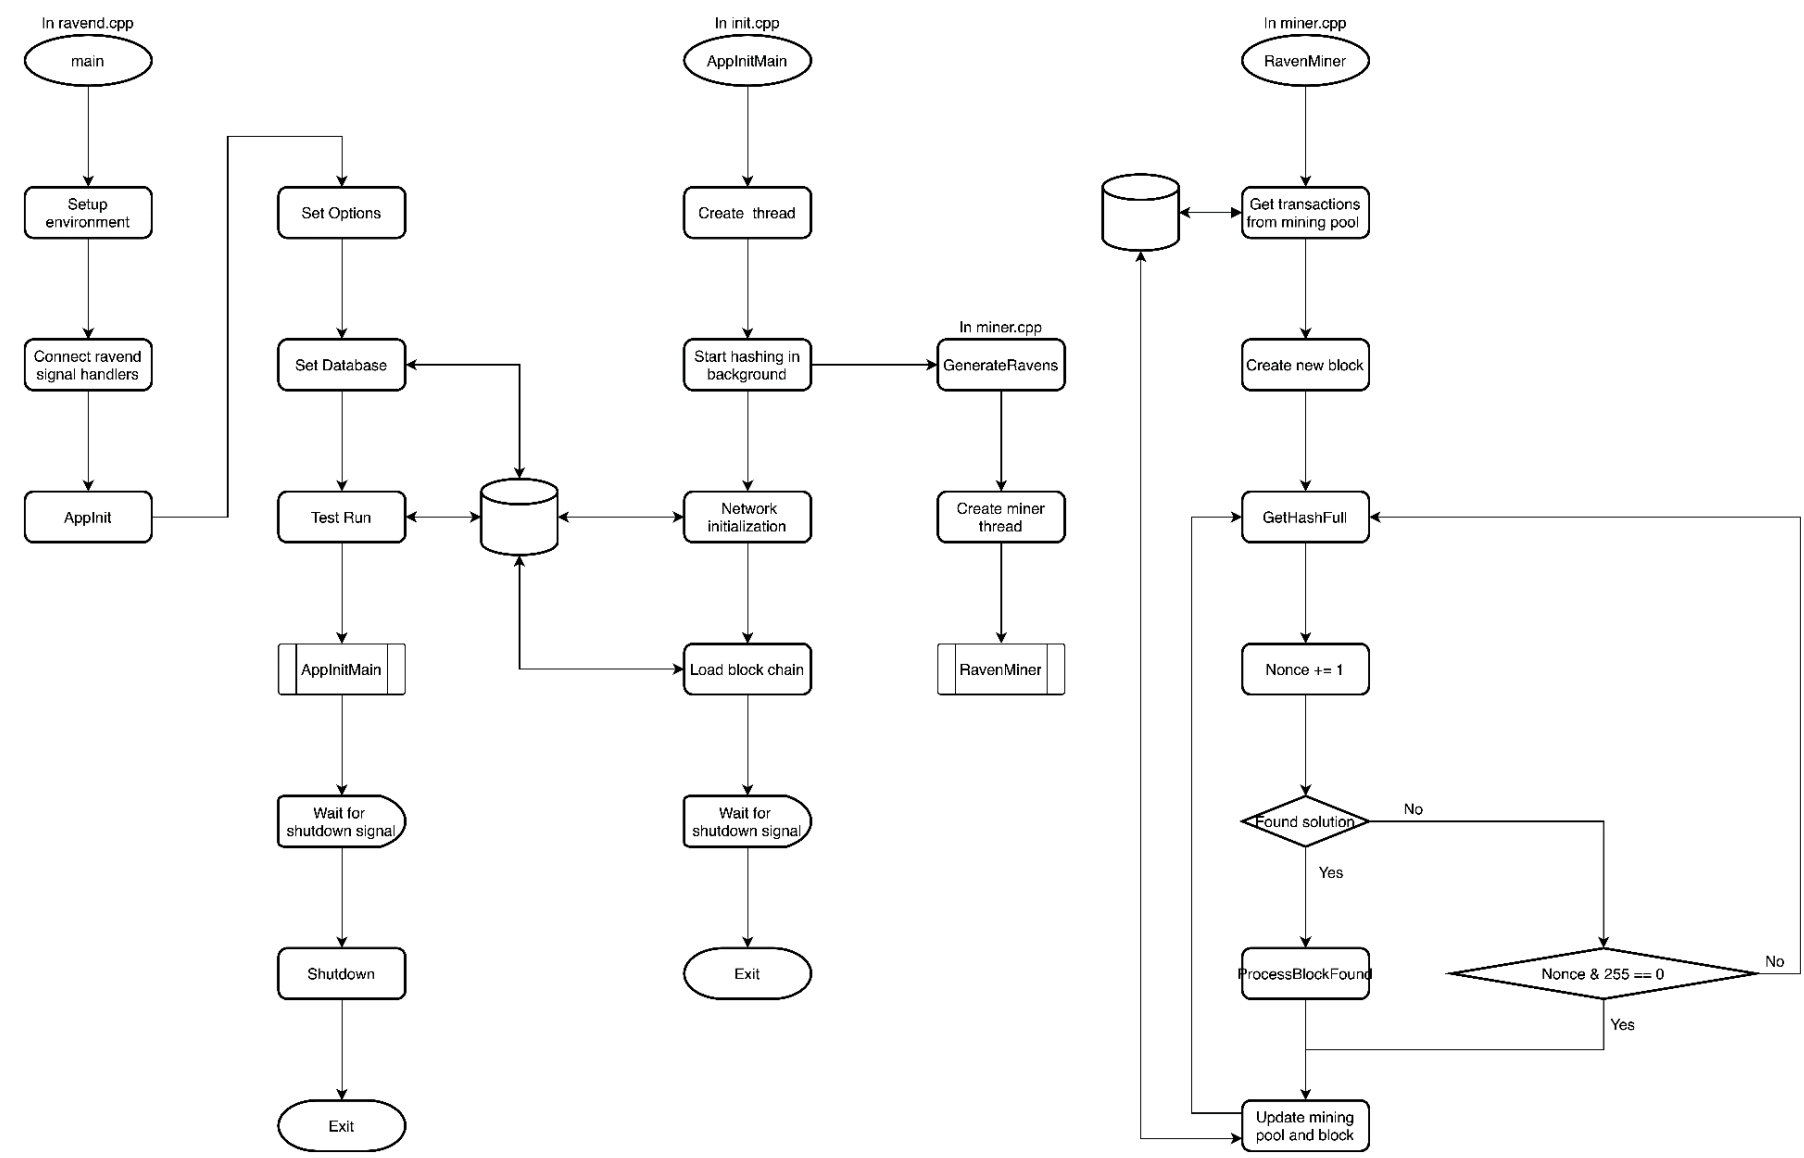 In ravend.cpp
main
Setup
environment
Connect ravend
signal handlers
AppInit
Set Options
Set Database
Test Run
AppInitMain
Wait for
shutdown signal
Shutdown
Exit
In init.cpp
AppInitMain
Create thread
Start hashing in
background
Network
initialization
Load block chain
Wait for
shutdown signal
Exit
In miner.cpp
GenerateRavens
Create miner
thread
RavenMiner
In miner.cpp
RavenMiner
Get transactions
from mining pool
Create new block
GetHashFull
Nonce += 1
Found solution
No
Yes
ProcessBlockFound
Nonce & 255 == 0
No
Yes
Update mining
pool and block